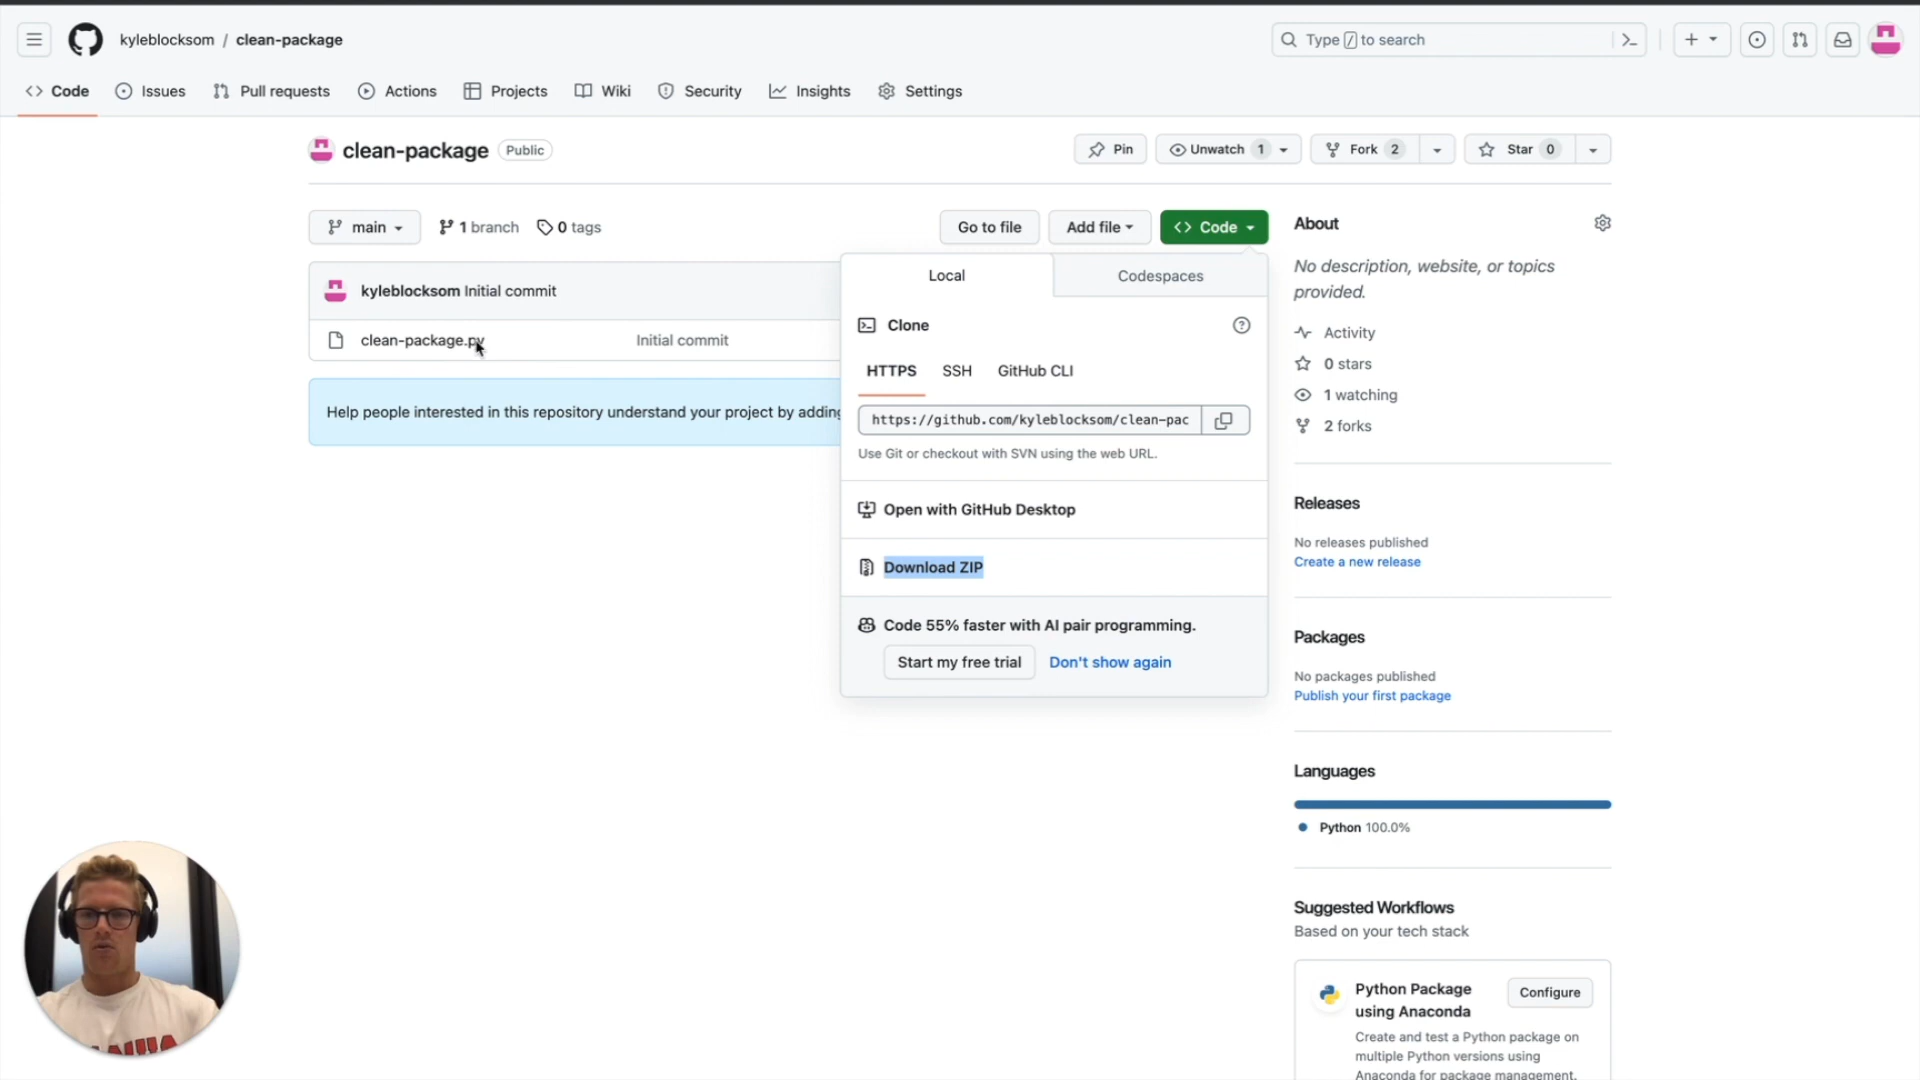 kyleblocksom / clean-package
Type / to search
Code
Issues
Pull requests
Actions
Projects
Wiki
Security
Insights
Settings
clean-package Public
Pin
Unwatch 1
Fork 2
Star 0
main
1 branch
0 tags
Go to file
Add file
<> Code
kyleblocksom Initial commit
clean-package.py Initial commit
Help people interested in this repository understand your project by adding
Local
Codespaces
Clone
HTTPS
SSH
GitHub CLI
https://github.com/kyleblocksom/clean-pac
Use Git or checkout with SVN using the web URL.
Open with GitHub Desktop
Download ZIP
Code 55% faster with AI pair programming.
Start my free trial
Don't show again
About
No description, website, or topics
provided.
Activity
0 stars
1 watching
2 forks
Releases
No releases published
Create a new release
Packages
No packages published
Publish your first package
Languages
Python 100.0%
Suggested Workflows
Based on your tech stack
Python Package
using Anaconda
Configure
Create and test a Python package on
multiple Python versions using
Anaconda for package management.